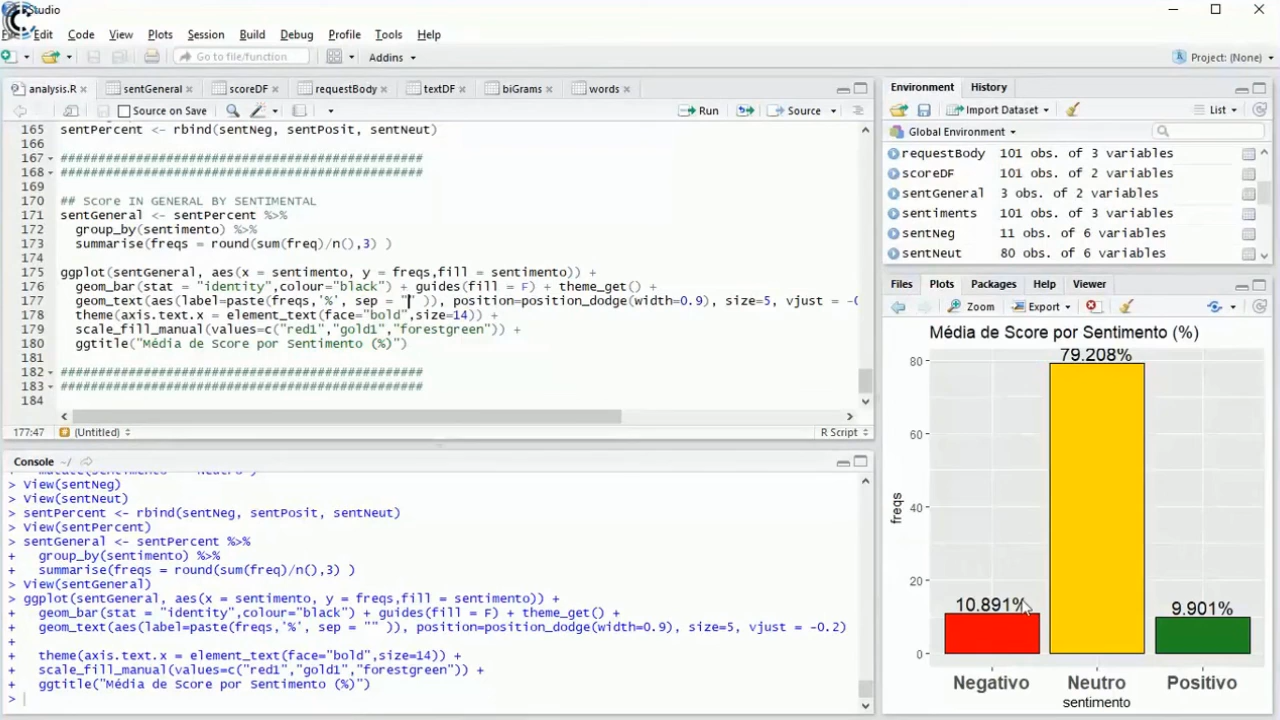 Studio
File Edit Code View Plots Session Build Debug Profile Tools Help
Go to file/function Addins Project: (None)
analysis.R sentGeneral scoreDF requestBody textDF biGrams words
Source on Save Run Source
165 sentPercent <- rbind(sentNeg, sentPosit, sentNeut)
166
167 ################################################
168 ################################################
169
170 ## Score IN GENERAL BY SENTIMENTAL
171 sentGeneral <- sentPercent %>%
172 group_by(sentimento) %>%
173 summarise(freqs = round(sum(freq)/n(),3) )
174
175 ggplot(sentGeneral, aes(x = sentimento, y = freqs,fill = sentimento)) +
176 geom_bar(stat = "identity",colour="black") + guides(fill = F) + theme_get() +
177 geom_text(aes(label=paste(freqs,'%', sep = "" )), position=position_dodge(width=0.9), size=5, vjust = -0
178 theme(axis.text.x = element_text(face="bold",size=14)) +
179 scale_fill_manual(values=c("red1","gold1","forestgreen")) +
180 ggtitle("Média de Score por Sentimento (%)")
181
182 ################################################
183 ################################################
184
177:47 (Untitled) R Script
Console ~/
> View(sentNeg)
> View(sentNeut)
> sentPercent <- rbind(sentNeg, sentPosit, sentNeut)
> View(sentPercent)
> sentGeneral <- sentPercent %>%
+ group_by(sentimento) %>%
+ summarise(freqs = round(sum(freq)/n(),3) )
> View(sentGeneral)
> ggplot(sentGeneral, aes(x = sentimento, y = freqs,fill = sentimento)) +
+ geom_bar(stat = "identity",colour="black") + guides(fill = F) + theme_get() +
+ geom_text(aes(label=paste(freqs,'%', sep = "" )), position=position_dodge(width=0.9), size=5, vjust = -0.2)
+
+ theme(axis.text.x = element_text(face="bold",size=14)) +
+ scale_fill_manual(values=c("red1","gold1","forestgreen")) +
+ ggtitle("Média de Score por Sentimento (%)")
>
Environment History
Import Dataset List
Global Environment
requestBody 101 obs. of 3 variables
scoreDF 101 obs. of 2 variables
sentGeneral 3 obs. of 2 variables
sentiments 101 obs. of 3 variables
sentNeg 11 obs. of 6 variables
sentNeut 80 obs. of 6 variables
Files Plots Packages Help Viewer
Zoom Export
Média de Score por Sentimento (%)
79.208%
80
60
40
20
0
freqs
10.891%
9.901%
Negativo Neutro Positivo
sentimento